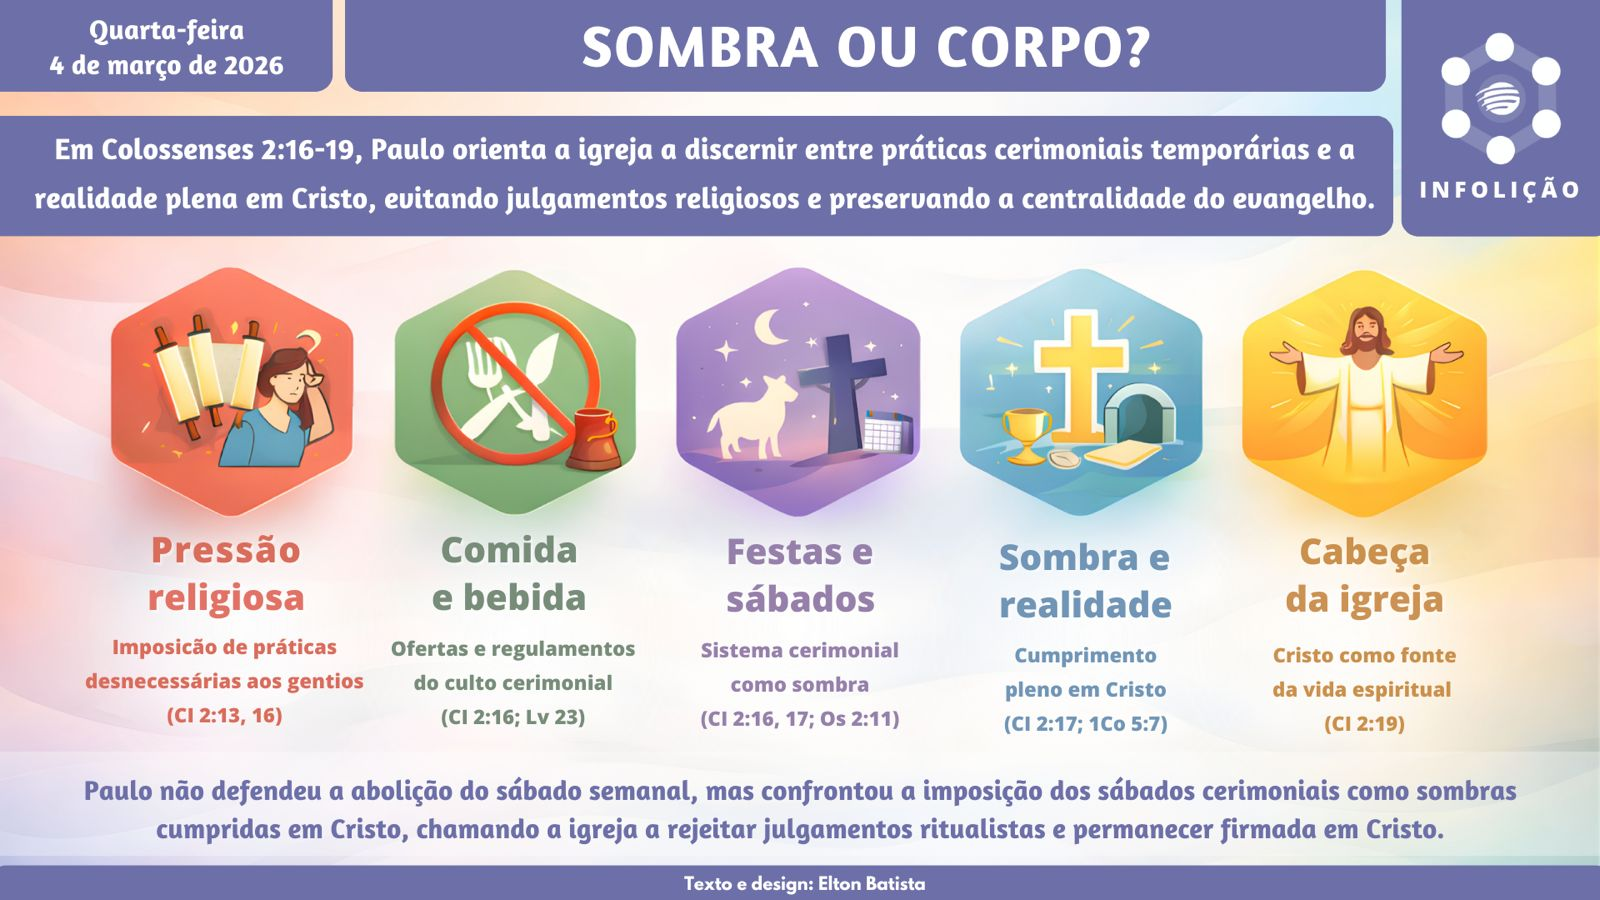 Quarta-feira
4 de março de 2026
SOMBRA OU CORPO?
INFOLIÇÃO
Em Colossenses 2:16-19, Paulo orienta a igreja a discernir entre práticas cerimoniais temporárias e a
realidade plena em Cristo, evitando julgamentos religiosos e preservando a centralidade do evangelho.
Pressão
religiosa
Imposicão de práticas
desnecessárias aos gentios
(CI 2:13, 16)
Comida
e bebida
Ofertas e regulamentos
do culto cerimonial
(CI 2:16; Lv 23)
Festas e
sábados
Sistema cerimonial
como sombra
(CI 2:16, 17; Os 2:11)
Sombra e
realidade
Cumprimento
pleno em Cristo
(CI 2:17; 1Co 5:7)
Cabeça
da igreja
Cristo como fonte
da vida espiritual
(CI 2:19)
Paulo não defendeu a abolição do sábado semanal, mas confrontou a imposição dos sábados cerimoniais como sombras
cumpridas em Cristo, chamando a igreja a rejeitar julgamentos ritualistas e permanecer firmada em Cristo.
Texto e design: Elton Batista